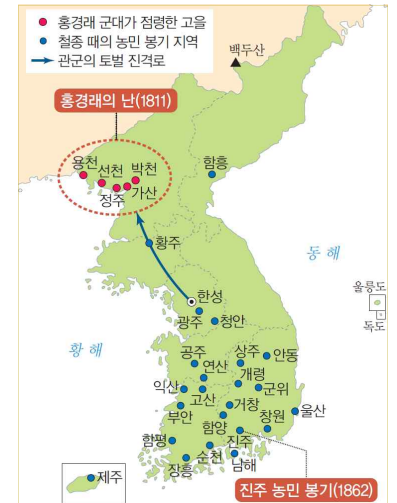 홍경래 군대가 점령한 고을
철종 때의 농민 봉기 지역
관군의 토벌 진격로
백두산
홍경래의 난(1811)
용천
선천
박천
정주
가산
함흥
황주
동해
울릉도
독도
한성
광주
청안
황해
공주
연산
상주
안동
개령
군위
익산
고산
거창
울산
부안
함양
창원
함평
진주
순천
남해
장흥
제주
진주 농민 봉기(1862)